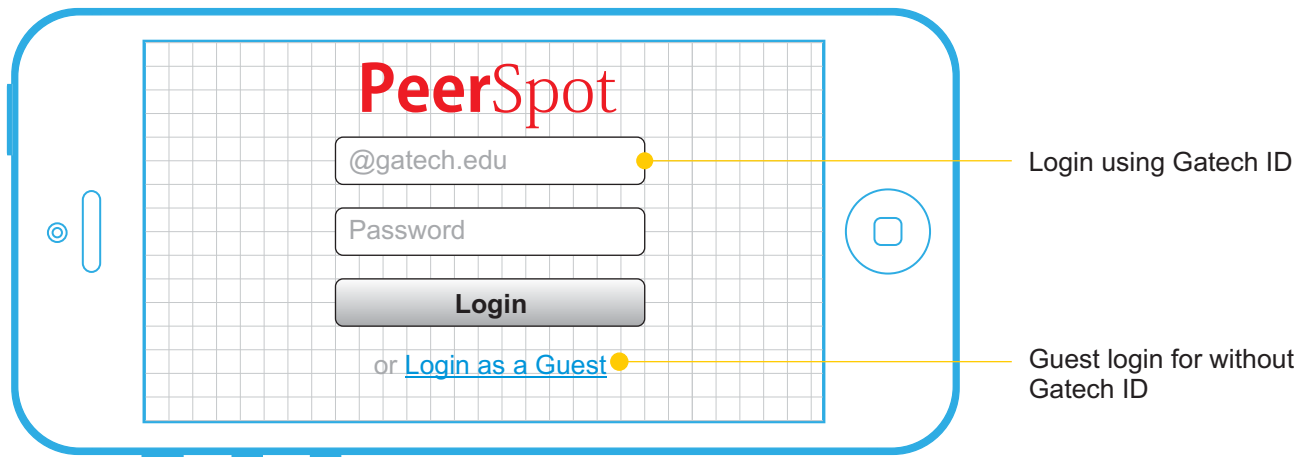 PeerSpot
@gatech.edu
Login using Gatech ID
Password
Login
or Login as a Guest
Guest login for without
Gatech ID